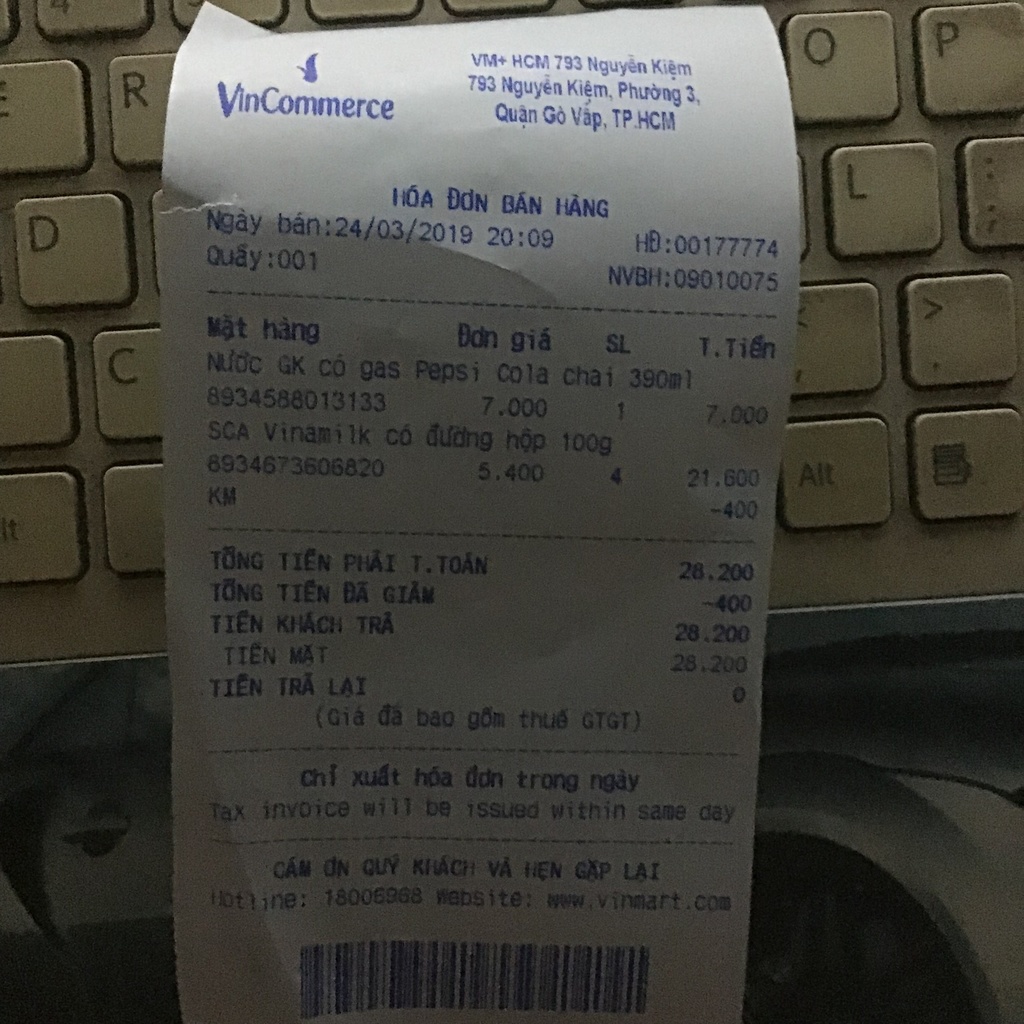 VinCommerce
VM+ HCM 793 Nguyễn Kiệm
793 Nguyễn Kiệm, Phường 3,
Quận Gò Vấp, TP.HCM
HÓA ĐƠN BÁN HÀNG
Ngày bán:24/03/2019 20:09 HĐ:00177774
Quầy:001 NVBH:09010075
Mặt hàng Đơn giá SL T.Tiền
Nước GK có gas Pepsi Cola chai 390ml
8934588013133 7.000 1 7.000
SCA Vinamilk có đường hộp 100g
8934673606820 5.400 4 21.600
KM -400
TỔNG TIỀN PHẢI T.TOÁN 28.200
TỔNG TIỀN ĐÃ GIẢM -400
TIỀN KHÁCH TRẢ 28.200
TIỀN MẶT 28.200
TIỀN TRẢ LẠI 0
(Giá đã bao gồm thuế GTGT)
Chỉ xuất hóa đơn trong ngày
Tax invoice will be issued within same day
CẢM ƠN QUÝ KHÁCH VÀ HẸN GẶP LẠI
Hotline: 18006968 Website: www.vinmart.com
R
O
P
D
L
C
>
.
Alt